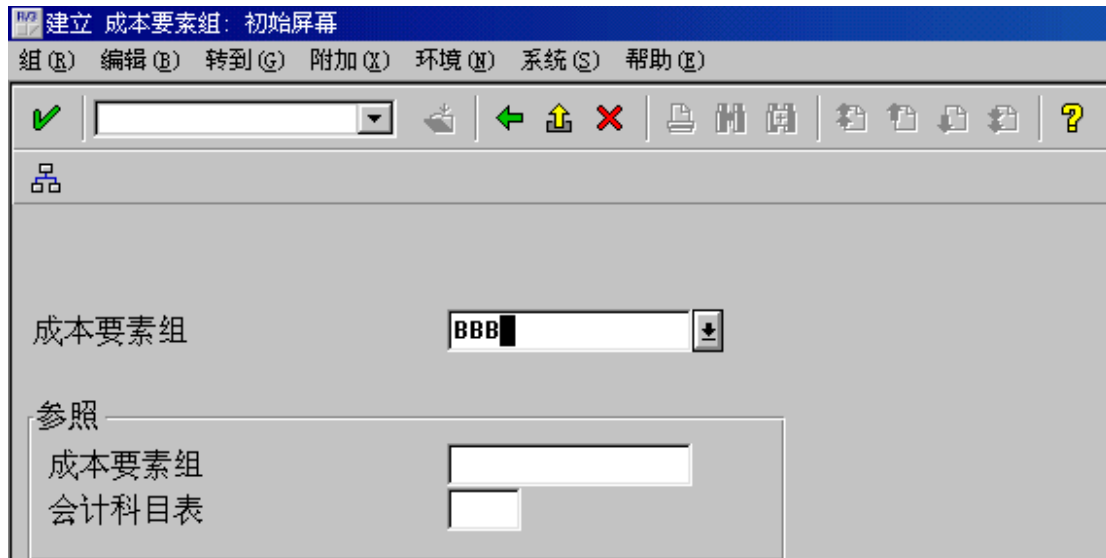 建立 成本要素组: 初始屏幕
组(R) 编辑(B) 转到(G) 附加(X) 环境(N) 系统(S) 帮助(E)
成本要素组 BBB
参照
成本要素组
会计科目表